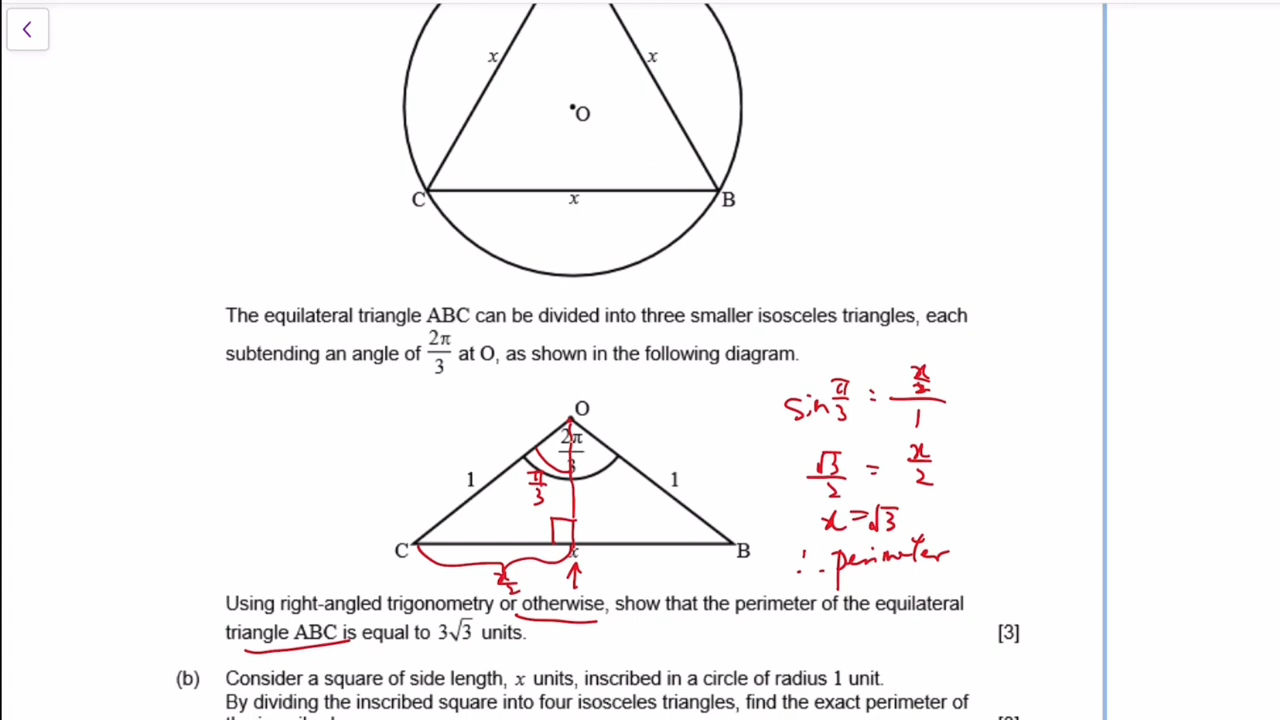 x x
O
C x B
The equilateral triangle ABC can be divided into three smaller isosceles triangles, each
subtending an angle of 2π/3 at O, as shown in the following diagram.
O
2π/3
1 π/3 1
C x B
x/2
sin π/3 = x/2 / 1
√3/2 = x/2
x = √3
∴ perimeter
Using right-angled trigonometry or otherwise, show that the perimeter of the equilateral
triangle ABC is equal to 3√3 units. [3]
(b) Consider a square of side length, x units, inscribed in a circle of radius 1 unit.
By dividing the inscribed square into four isosceles triangles, find the exact perimeter of